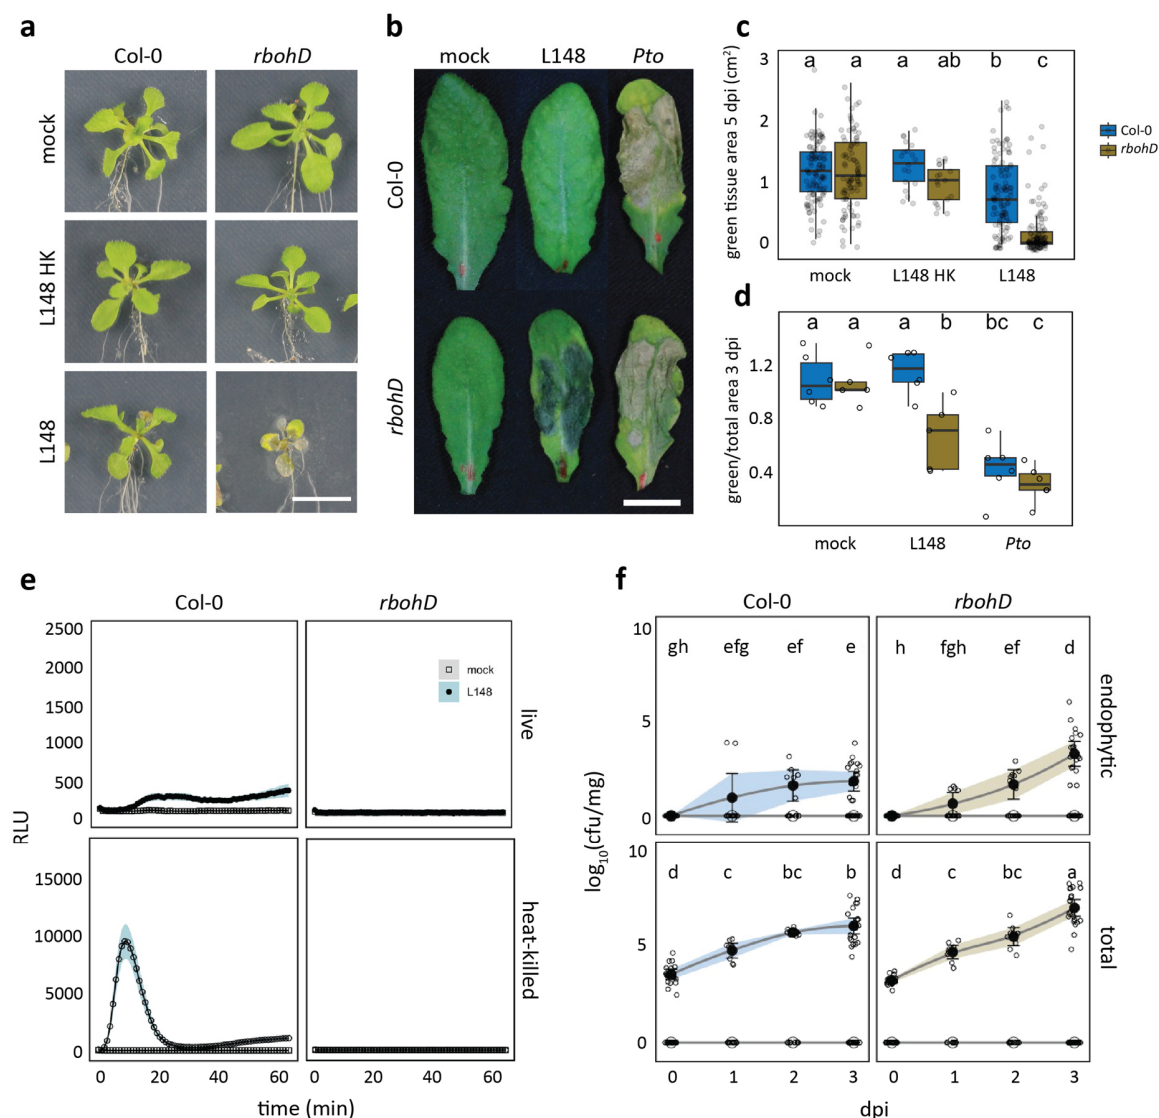 a
Col-0
rbohD
mock
L148 HK
L148
b
mock
L148
Pto
Col-0
rbohD
c
green tissue area 5 dpi (cm²)
3
2
1
0
a
a
a
ab
b
c
mock
L148 HK
L148
Col-0
rbohD
d
green/total area 3 dpi
1.2
0.8
0.4
a
a
a
b
bc
c
mock
L148
Pto
e
Col-0
rbohD
RLU
2500
2000
1500
1000
500
0
mock
L148
live
15000
10000
5000
0
heat-killed
0
20
40
60
0
20
40
60
time (min)
f
Col-0
rbohD
log₁₀(cfu/mg)
10
5
0
gh
efg
ef
e
h
fgh
ef
d
endophytic
10
5
0
d
c
bc
b
d
c
bc
a
total
0
1
2
3
0
1
2
3
dpi